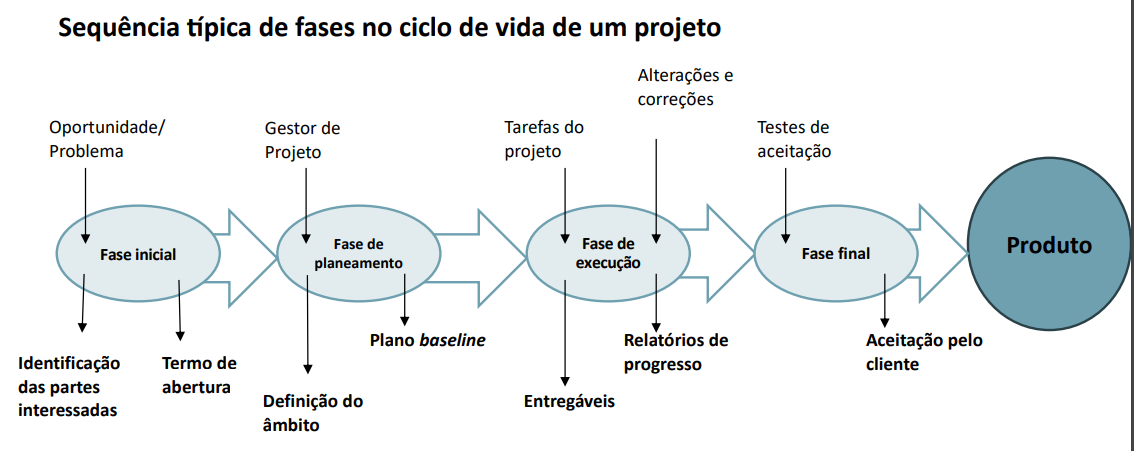 Sequência típica de fases no ciclo de vida de um projeto
Alterações e
correções
Oportunidade/
Problema
Gestor de
Projeto
Tarefas do
projeto
Testes de
aceitação
Fase inicial
Fase de
planeamento
Fase de
execução
Fase final
Produto
Identificação
das partes
interessadas
Termo de
abertura
Plano baseline
Definição do
âmbito
Relatórios de
progresso
Entregáveis
Aceitação pelo
cliente